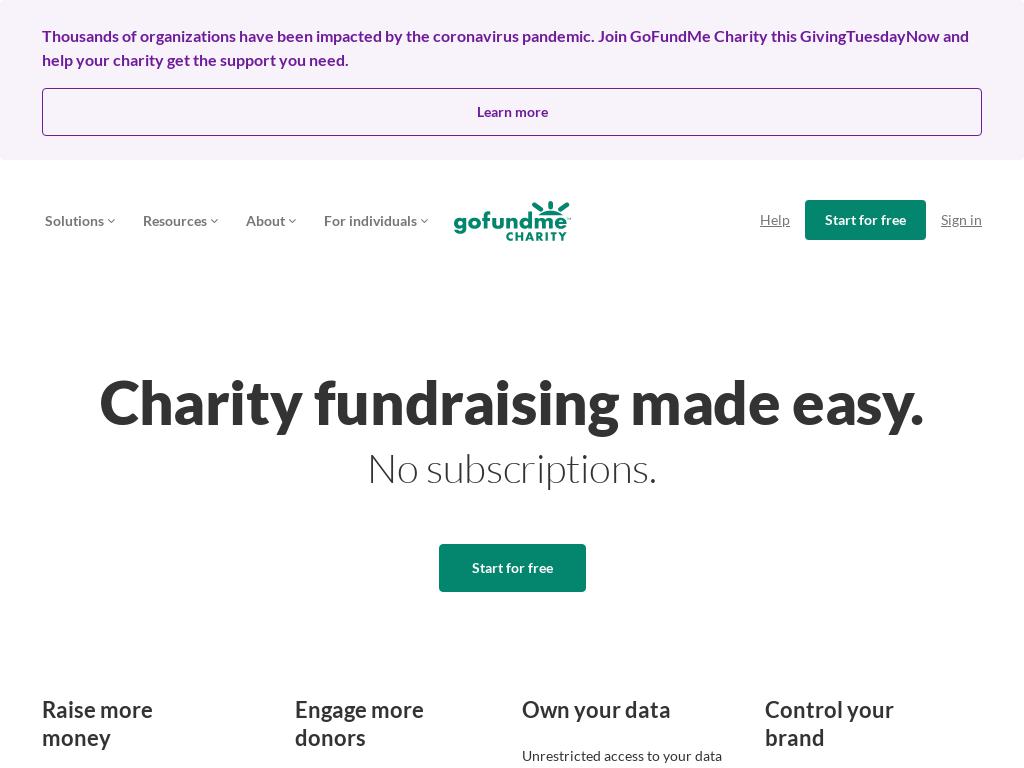 Thousands of organizations have been impacted by the coronavirus pandemic. Join GoFundMe Charity this GivingTuesdayNow and
help your charity get the support you need.
Learn more
Solutions Resources About For individuals gofundme CHARITY Help Start for free Sign in
Charity fundraising made easy.
No subscriptions.
Start for free
Raise more
money
Engage more
donors
Own your data
Unrestricted access to your data
Control your
brand